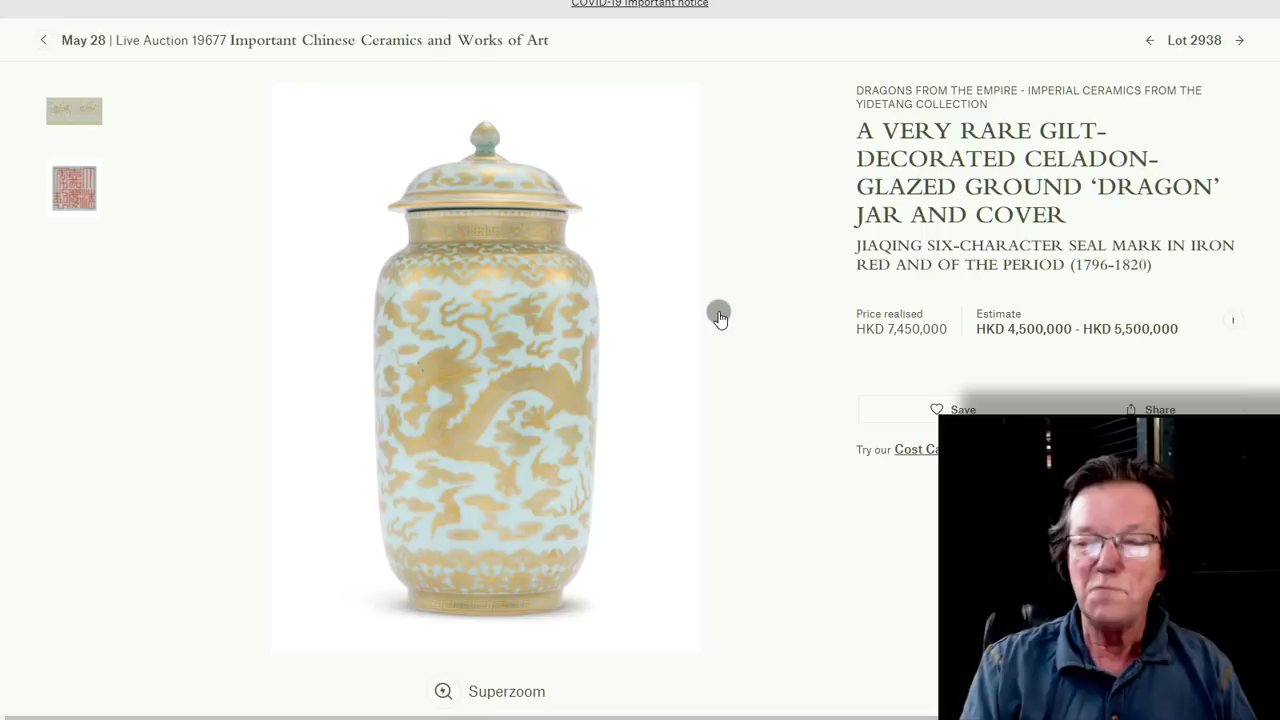 COVID-19 important notice
May 28 | Live Auction 19677 Important Chinese Ceramics and Works of Art
Lot 2938
DRAGONS FROM THE EMPIRE - IMPERIAL CERAMICS FROM THE
YIDETANG COLLECTION
A VERY RARE GILT-
DECORATED CELADON-
GLAZED GROUND ‘DRAGON’
JAR AND COVER
JIAQING SIX-CHARACTER SEAL MARK IN IRON
RED AND OF THE PERIOD (1796-1820)
Price realised
HKD 7,450,000
Estimate
HKD 4,500,000 - HKD 5,500,000
i
Save
Share
Try our Cost Ca
Superzoom